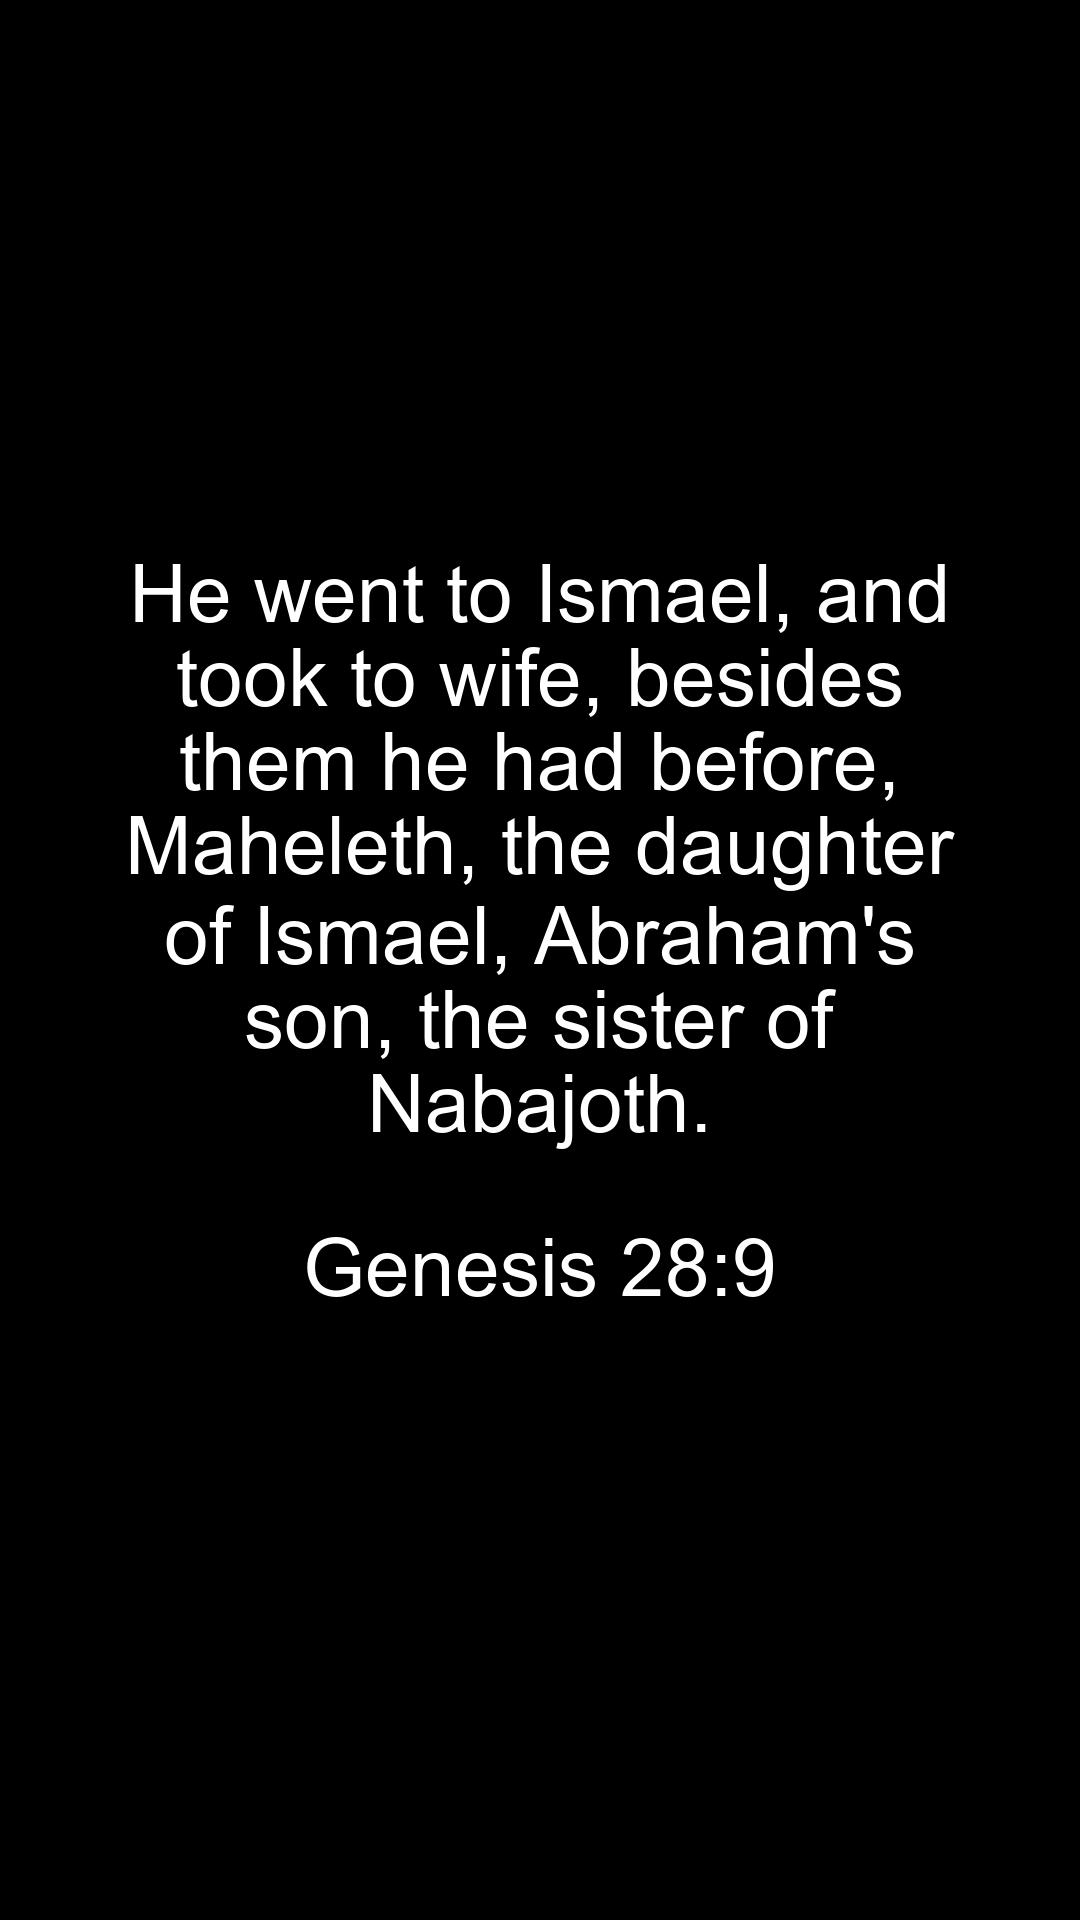 He went to Ismael, and
took to wife, besides
them he had before,
Maheleth, the daughter
of Ismael, Abraham's
son, the sister of
Nabajoth.
Genesis 28:9